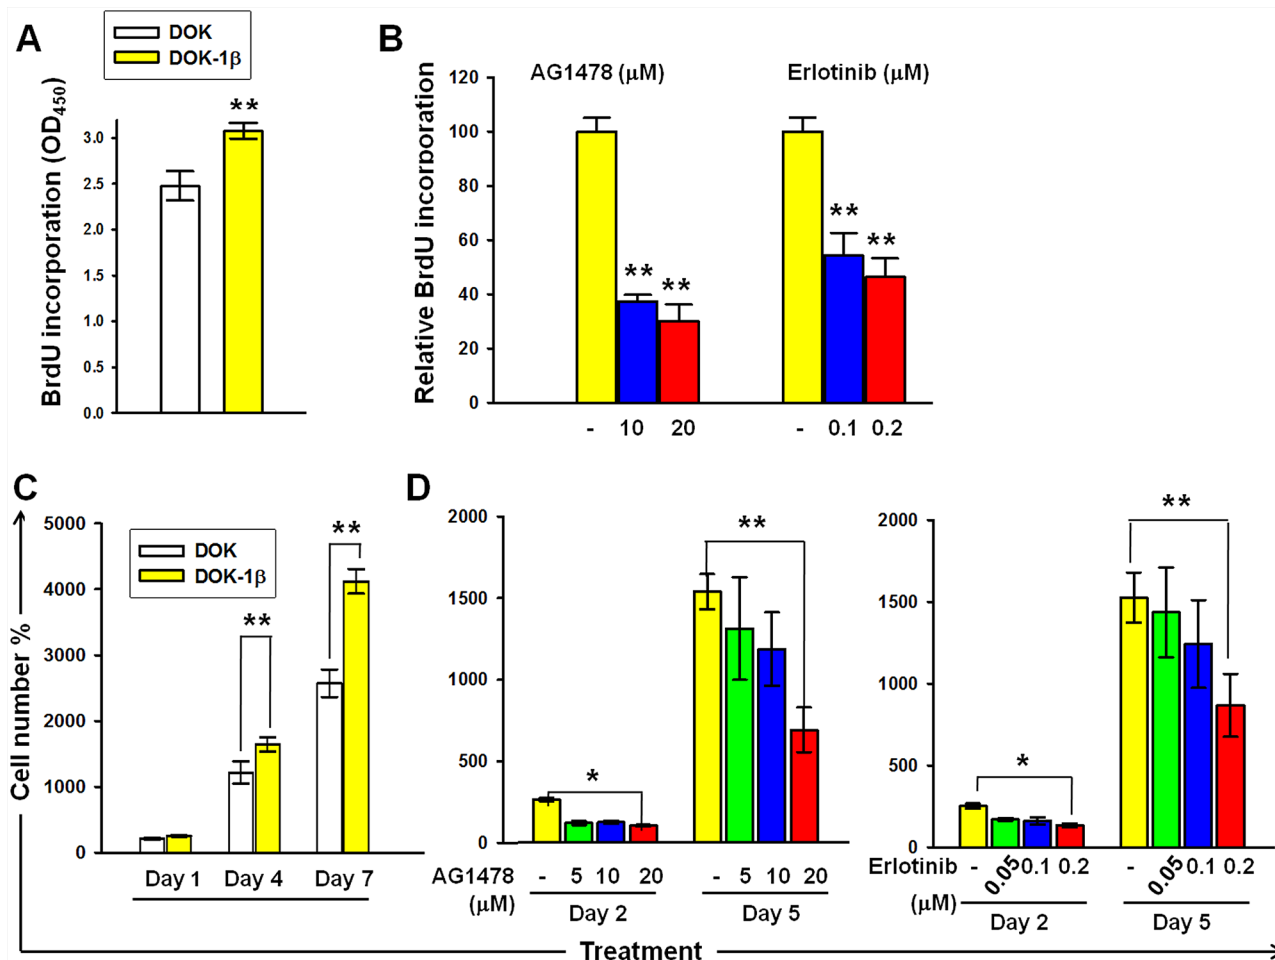 A
DOK
DOK-1β
BrdU incorporation (OD450)
3.0
2.5
2.0
1.5
1.0
0.5
0.0
**
B
AG1478 (µM)
Erlotinib (µM)
Relative BrdU incorporation
120
100
80
60
40
20
0
** ** ** **
- 10 20 - 0.1 0.2
C
DOK
DOK-1β
Cell number %
5000
4000
3000
2000
1000
0
** **
Day 1 Day 4 Day 7
D
2000
1500
1000
500
0
* **
AG1478 - 5 10 20 - 5 10 20
(µM)
Day 2 Day 5
2000
1500
1000
500
0
* **
Erlotinib - 0.05 0.1 0.2 - 0.05 0.1 0.2
(µM)
Day 2 Day 5
Treatment